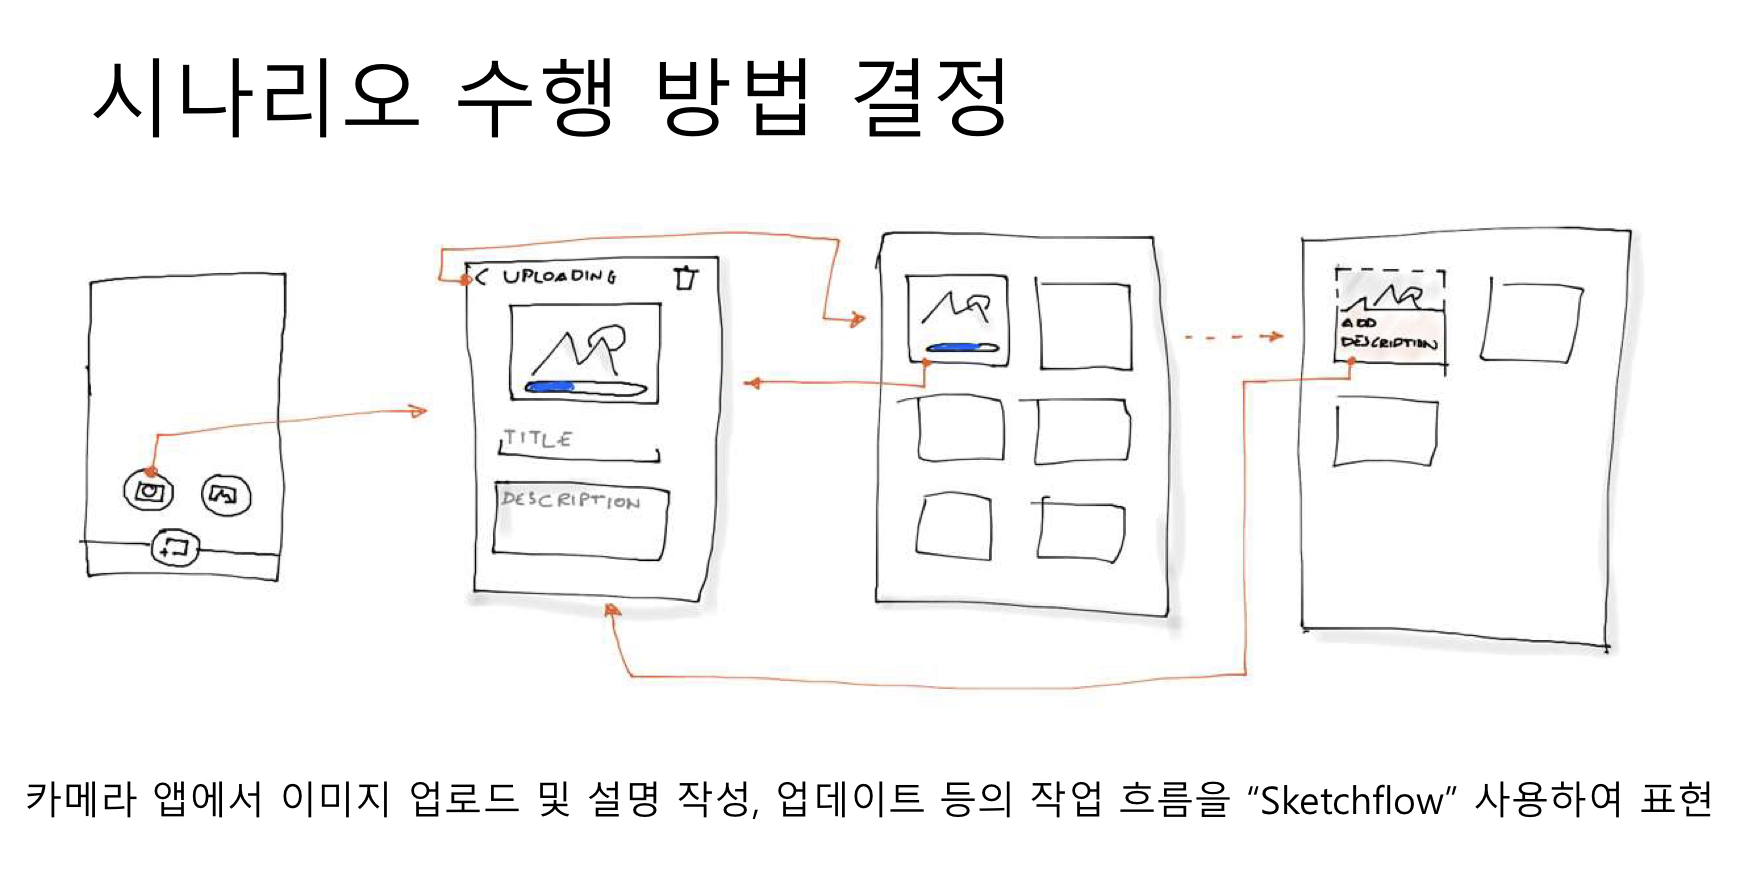 시나리오 수행 방법 결정
< UPLOADING
TITLE
DESCRIPTION
ADD
DESCRIPTION
카메라 앱에서 이미지 업로드 및 설명 작성, 업데이트 등의 작업 흐름을 “Sketchflow” 사용하여 표현